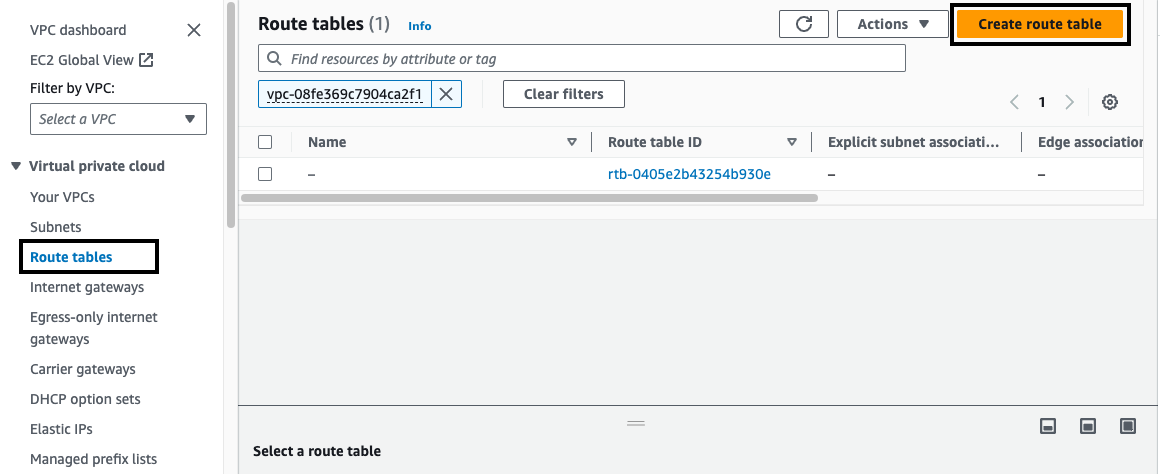 VPC dashboard
EC2 Global View
Filter by VPC:
Select a VPC
Virtual private cloud
Your VPCs
Subnets
Route tables
Internet gateways
Egress-only internet
gateways
Carrier gateways
DHCP option sets
Elastic IPs
Managed prefix lists
Route tables (1) Info
Actions
Create route table
Find resources by attribute or tag
vpc-08fe369c7904ca2f1
Clear filters
1
Name Route table ID Explicit subnet associati... Edge association
– rtb-0405e2b43254b930e – –
Select a route table